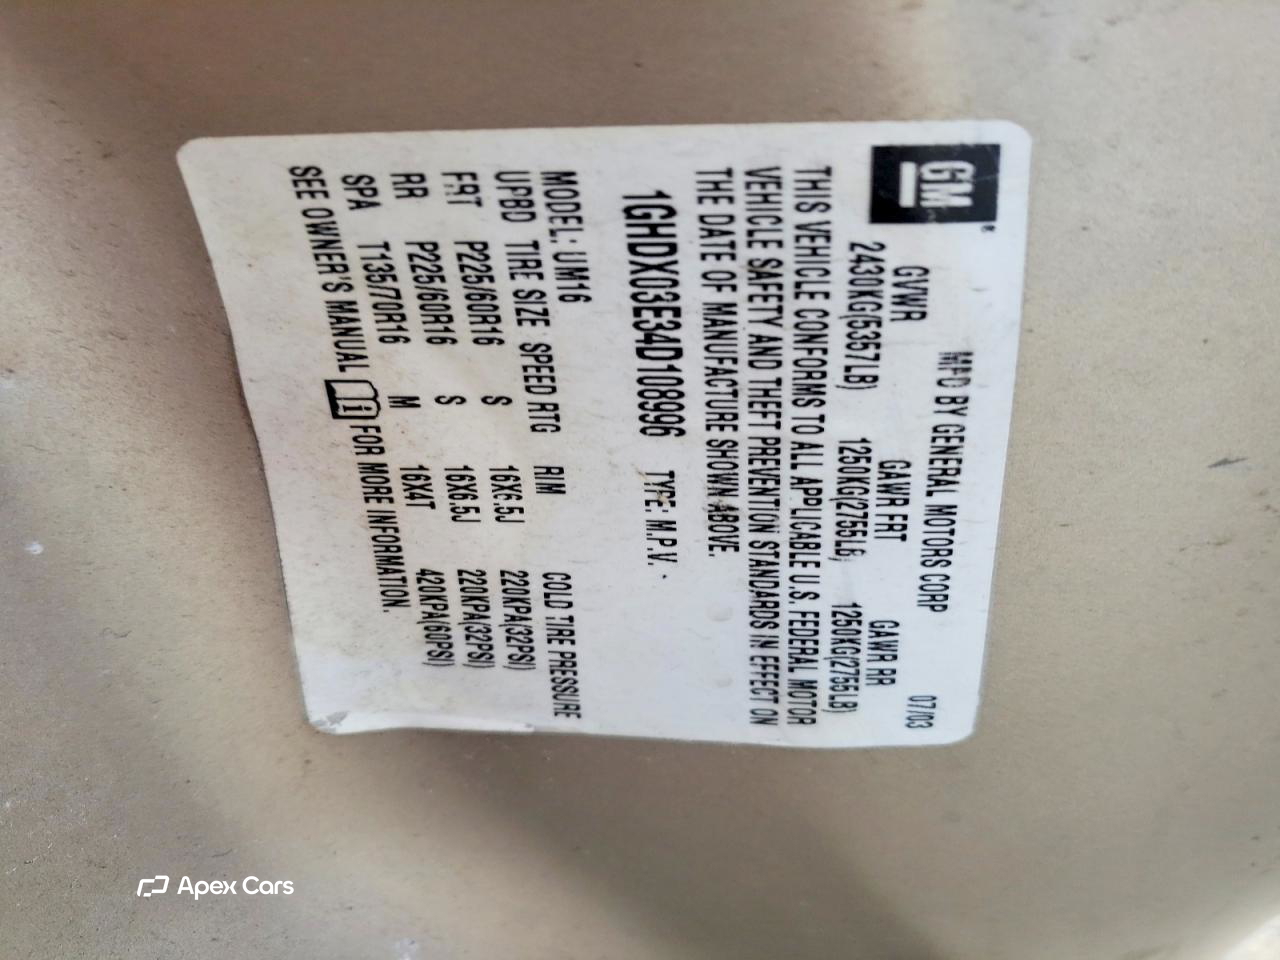 GM®
MFD BY GENERAL MOTORS CORP 07/03
GVWR GAWR FRT GAWR RR
2430KG(5357LB) 1250KG(2755LB) 1250KG(2755LB)
THIS VEHICLE CONFORMS TO ALL APPLICABLE U.S. FEDERAL MOTOR
VEHICLE SAFETY AND THEFT PREVENTION STANDARDS IN EFFECT ON
THE DATE OF MANUFACTURE SHOWN ABOVE.
1GHDX03E34D108996 TYPE: M.P.V.
MODEL: UM16
UPBD TIRE SIZE SPEED RTG RIM COLD TIRE PRESSURE
FRT P225/60R16 S 16X6.5J 220KPA(32PSI)
RR P225/60R16 S 16X6.5J 220KPA(32PSI)
SPA T135/70R16 M 16X4T 420KPA(60PSI)
SEE OWNER'S MANUAL FOR MORE INFORMATION.
Apex Cars